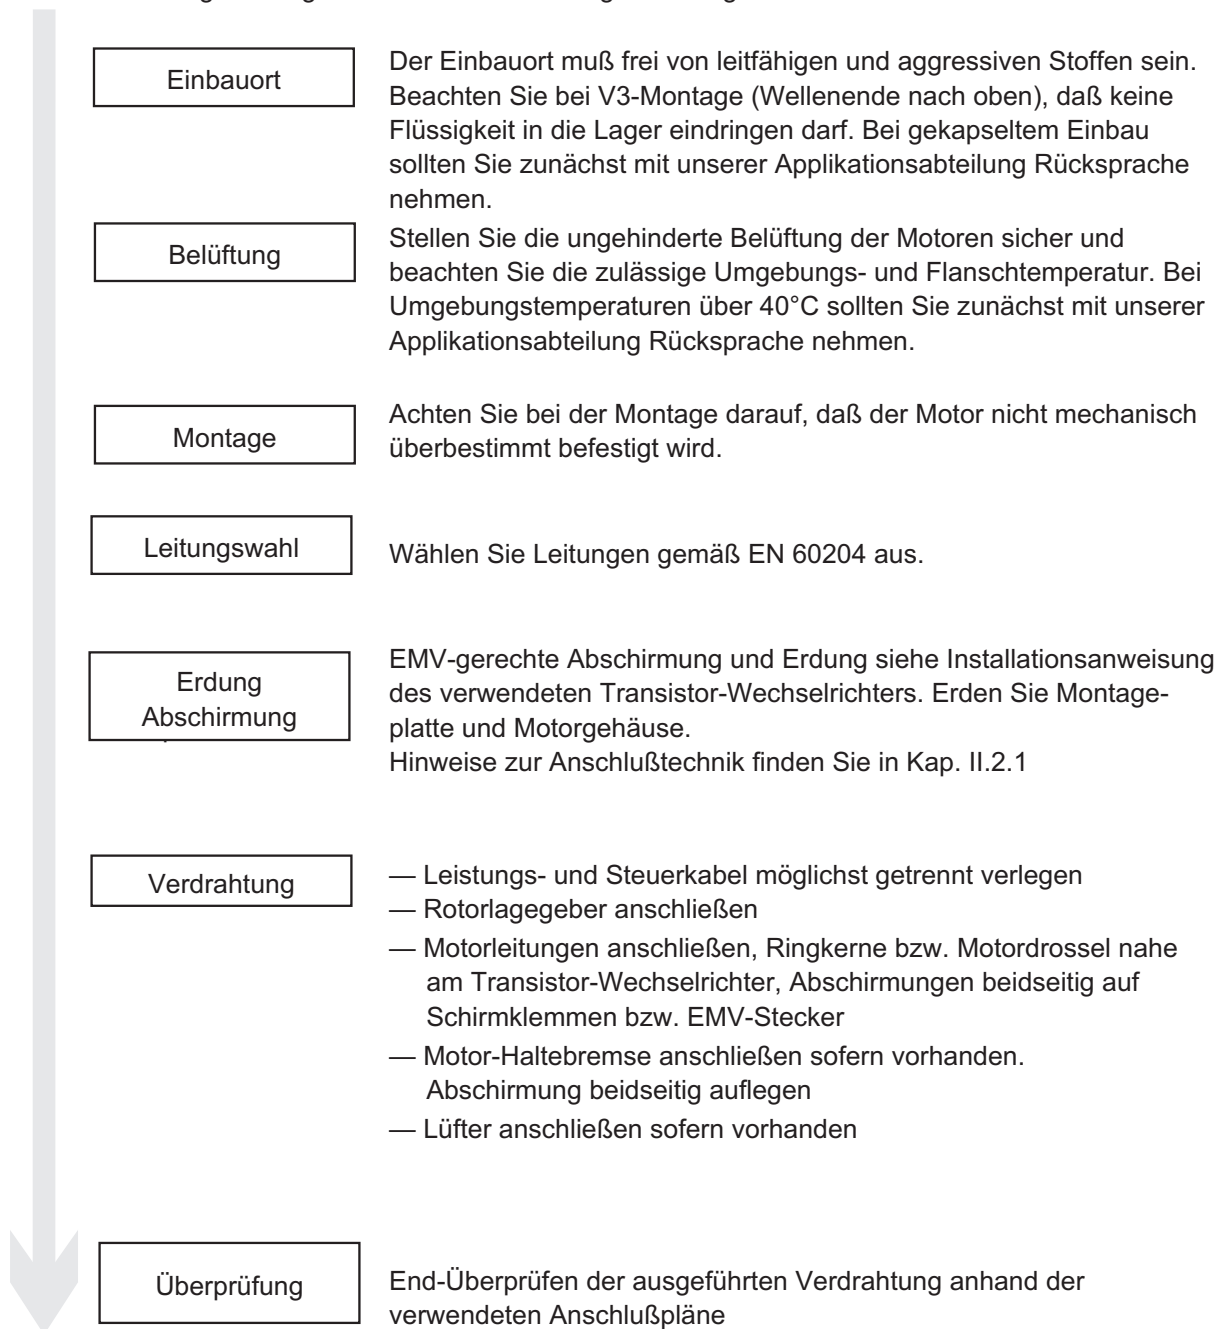 Einbauort
Der Einbauort muß frei von leitfähigen und aggressiven Stoffen sein.
Beachten Sie bei V3-Montage (Wellenende nach oben), daß keine
Flüssigkeit in die Lager eindringen darf. Bei gekapseltem Einbau
sollten Sie zunächst mit unserer Applikationsabteilung Rücksprache
nehmen.
Belüftung
Stellen Sie die ungehinderte Belüftung der Motoren sicher und
beachten Sie die zulässige Umgebungs- und Flanschtemperatur. Bei
Umgebungstemperaturen über 40°C sollten Sie zunächst mit unserer
Applikationsabteilung Rücksprache nehmen.
Montage
Achten Sie bei der Montage darauf, daß der Motor nicht mechanisch
überbestimmt befestigt wird.
Leitungswahl
Wählen Sie Leitungen gemäß EN 60204 aus.
Erdung
Abschirmung
EMV-gerechte Abschirmung und Erdung siehe Installationsanweisung
des verwendeten Transistor-Wechselrichters. Erden Sie Montage-
platte und Motorgehäuse.
Hinweise zur Anschlußtechnik finden Sie in Kap. II.2.1
Verdrahtung
— Leistungs- und Steuerkabel möglichst getrennt verlegen
— Rotorlagegeber anschließen
— Motorleitungen anschließen, Ringkerne bzw. Motordrossel nahe
am Transistor-Wechselrichter, Abschirmungen beidseitig auf
Schirmklemmen bzw. EMV-Stecker
— Motor-Haltebremse anschließen sofern vorhanden.
Abschirmung beidseitig auflegen
— Lüfter anschließen sofern vorhanden
Überprüfung
End-Überprüfen der ausgeführten Verdrahtung anhand der
verwendeten Anschlußpläne